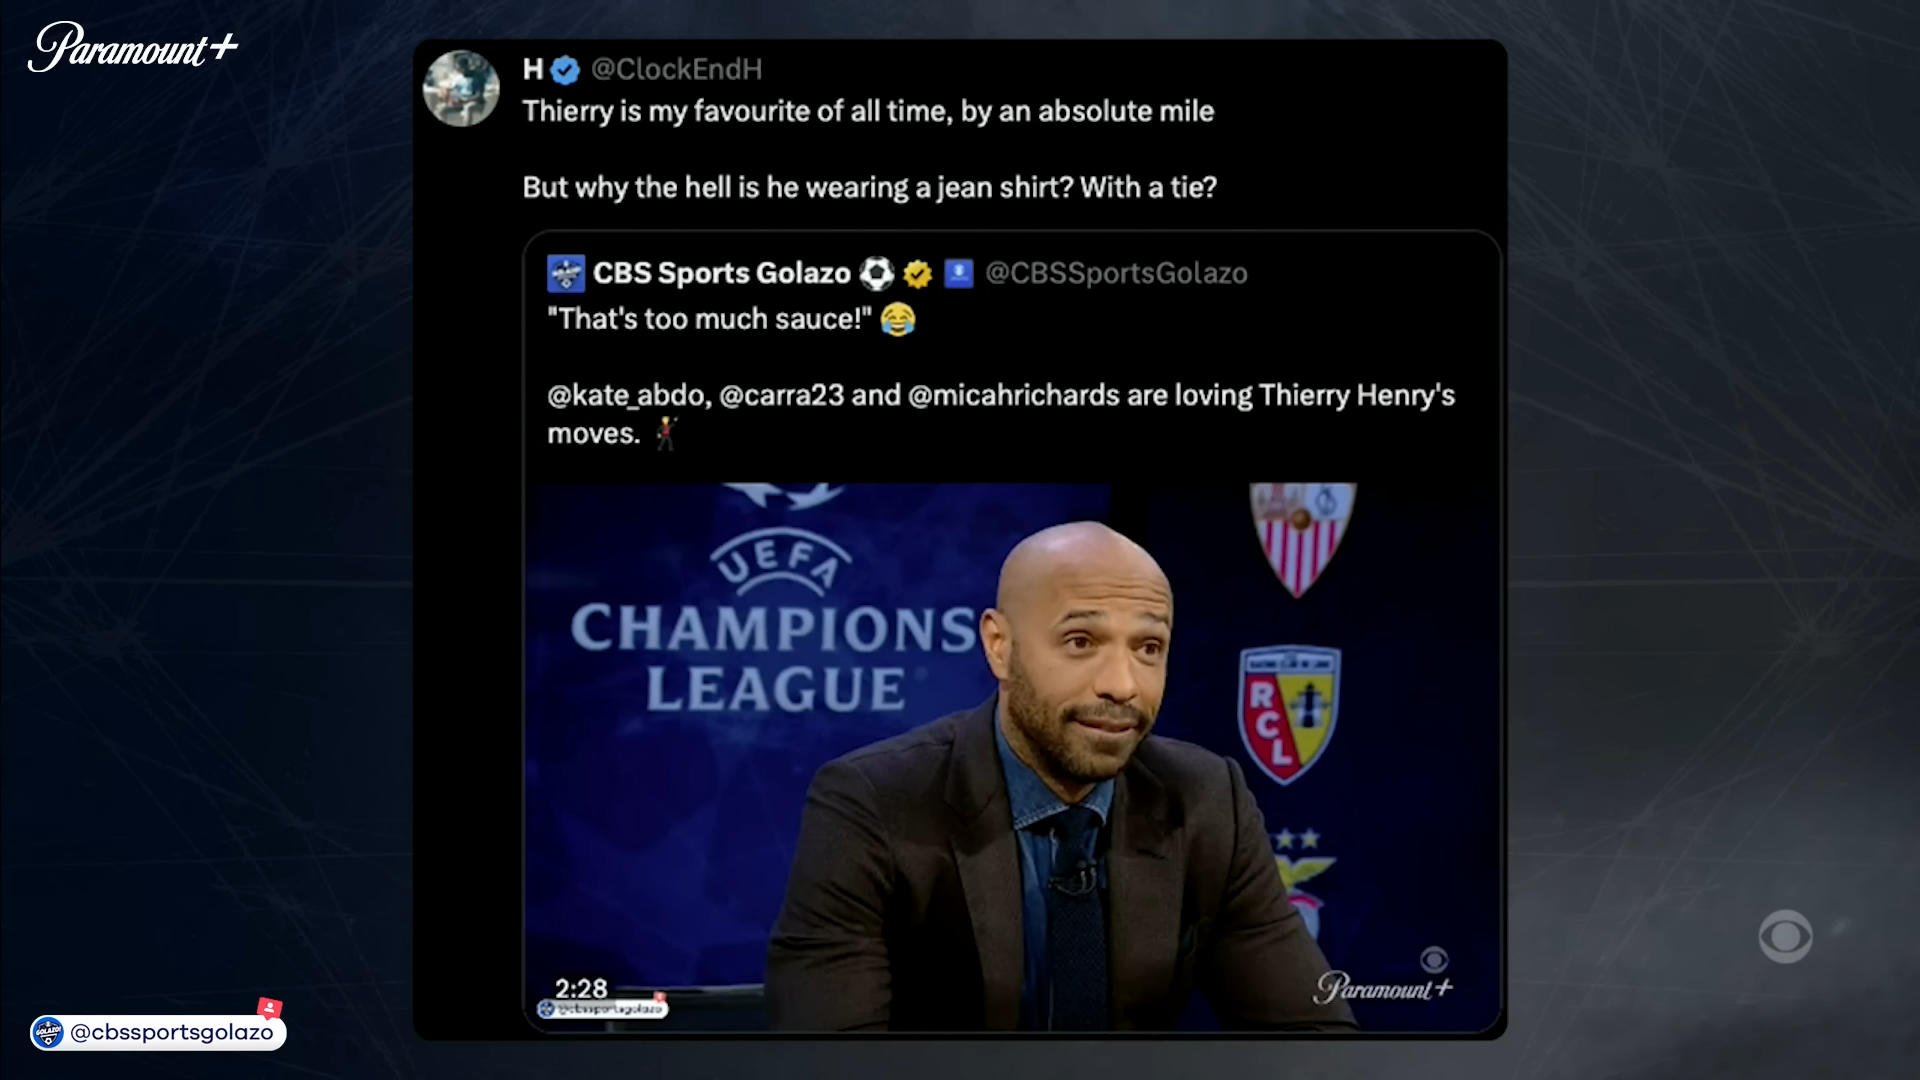 Paramount+
H @ClockEndH
Thierry is my favourite of all time, by an absolute mile
But why the hell is he wearing a jean shirt? With a tie?
CBS Sports Golazo ⚽ @CBSSportsGolazo
"That's too much sauce!" 😂
@kate_abdo, @carra23 and @micahrichards are loving Thierry Henry's
moves. 🕺
UEFA
CHAMPIONS
LEAGUE
RCL
2:28
@cbssportsgolazo
Paramount+
@cbssportsgolazo